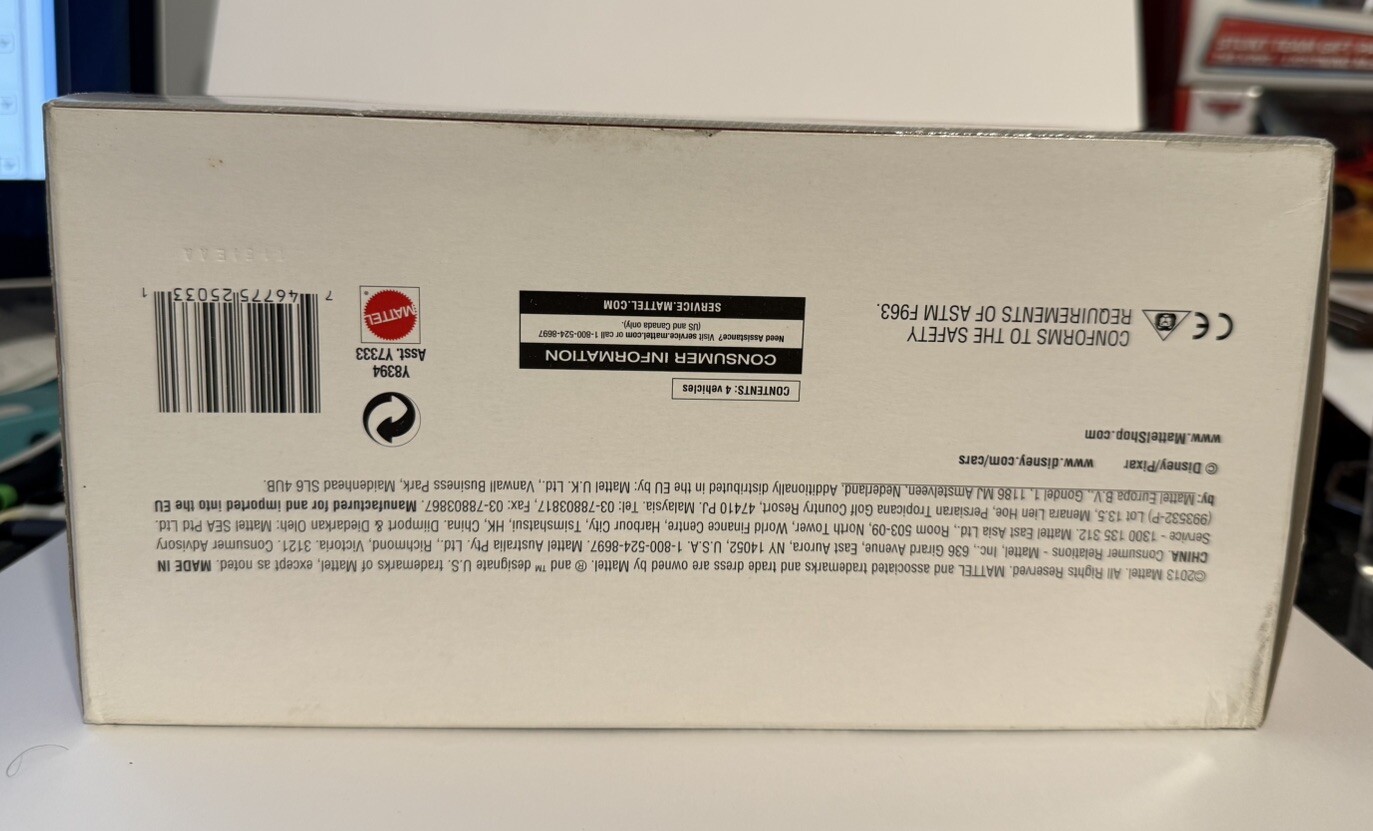 ©2013 Mattel. All Rights Reserved. MATTEL and associated trademarks and trade dress are owned by Mattel. ® and ™ designate U.S. trademarks of Mattel, except as noted. MADE IN
CHINA. Consumer Relations - Mattel, Inc., 636 Girard Avenue, East Aurora, NY 14052, U.S.A. 1-800-524-8697. Mattel Australia Pty. Ltd., Richmond, Victoria. 3121. Consumer Advisory
Service - 1300 135 312. Mattel East Asia Ltd., Room 503-09, North Tower, World Finance Centre, Harbour City, Tsimshatsui, HK, China. Diimport & Diedarkan Oleh: Mattel SEA Ptd Ltd.
(993532-P) Lot 13.5, Menara Lien Hoe, Persiaran Tropicana Golf Country Resort, 47410 PJ. Malaysia. Tel: 03-78803817, Fax: 03-78803867. Manufactured for and imported into the EU
by: Mattel Europa B.V., Gondel 1, 1186 MJ Amstelveen, Nederland. Additionally distributed in the EU by: Mattel U.K. Ltd., Vanwall Business Park, Maidenhead SL6 4UB.
© Disney/Pixar www.disney.com/cars
www.MattelShop.com
CE
CONFORMS TO THE SAFETY
REQUIREMENTS OF ASTM F963.
CONTENTS: 4 vehicles
CONSUMER INFORMATION
Need Assistance? Visit www.service.mattel.com or call 1-800-524-8697
(US and Canada only).
SERVICE.MATTEL.COM
Y8394
Asst. Y7333
MATTEL
7 46775 25033 1